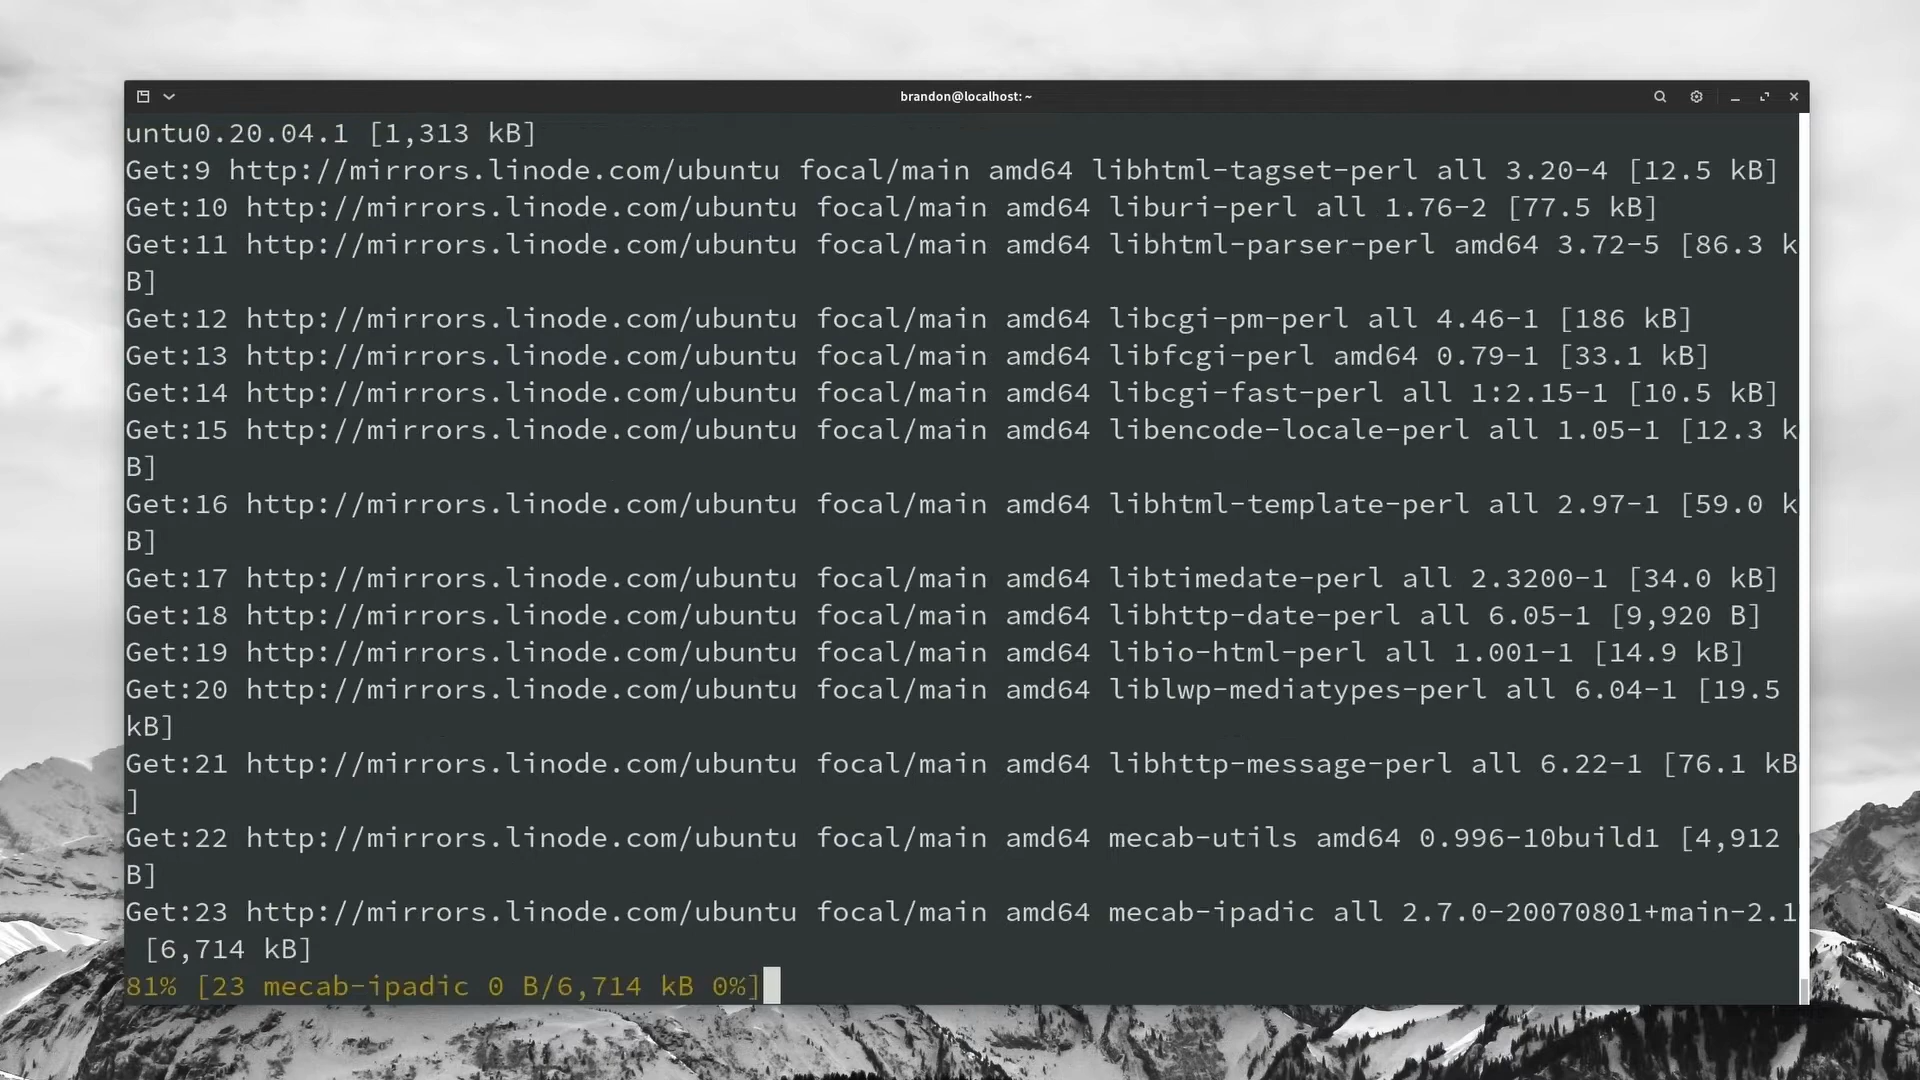 brandon@localhost: ~
untu0.20.04.1 [1,313 kB]
Get:9 http://mirrors.linode.com/ubuntu focal/main amd64 libhtml-tagset-perl all 3.20-4 [12.5 kB]
Get:10 http://mirrors.linode.com/ubuntu focal/main amd64 liburi-perl all 1.76-2 [77.5 kB]
Get:11 http://mirrors.linode.com/ubuntu focal/main amd64 libhtml-parser-perl amd64 3.72-5 [86.3 k
B]
Get:12 http://mirrors.linode.com/ubuntu focal/main amd64 libcgi-pm-perl all 4.46-1 [186 kB]
Get:13 http://mirrors.linode.com/ubuntu focal/main amd64 libfcgi-perl amd64 0.79-1 [33.1 kB]
Get:14 http://mirrors.linode.com/ubuntu focal/main amd64 libcgi-fast-perl all 1:2.15-1 [10.5 kB]
Get:15 http://mirrors.linode.com/ubuntu focal/main amd64 libencode-locale-perl all 1.05-1 [12.3 k
B]
Get:16 http://mirrors.linode.com/ubuntu focal/main amd64 libhtml-template-perl all 2.97-1 [59.0 k
B]
Get:17 http://mirrors.linode.com/ubuntu focal/main amd64 libtimedate-perl all 2.3200-1 [34.0 kB]
Get:18 http://mirrors.linode.com/ubuntu focal/main amd64 libhttp-date-perl all 6.05-1 [9,920 B]
Get:19 http://mirrors.linode.com/ubuntu focal/main amd64 libio-html-perl all 1.001-1 [14.9 kB]
Get:20 http://mirrors.linode.com/ubuntu focal/main amd64 liblwp-mediatypes-perl all 6.04-1 [19.5
kB]
Get:21 http://mirrors.linode.com/ubuntu focal/main amd64 libhttp-message-perl all 6.22-1 [76.1 kB
]
Get:22 http://mirrors.linode.com/ubuntu focal/main amd64 mecab-utils amd64 0.996-10build1 [4,912
B]
Get:23 http://mirrors.linode.com/ubuntu focal/main amd64 mecab-ipadic all 2.7.0-20070801+main-2.1
[6,714 kB]
81% [23 mecab-ipadic 0 B/6,714 kB 0%]